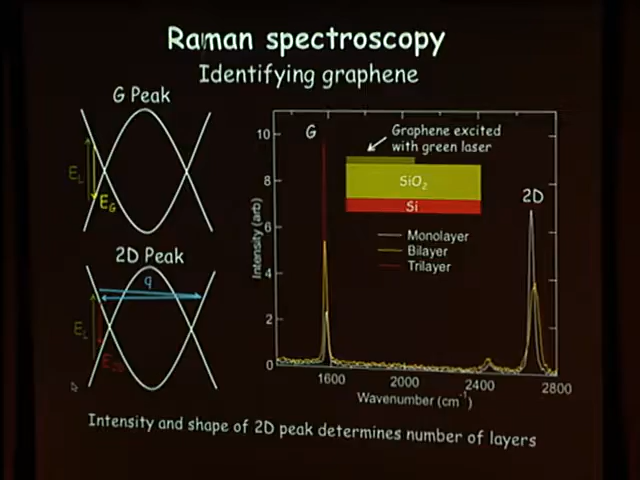 Raman spectroscopy
Identifying graphene
G Peak
E_L
E_G
2D Peak
q
E_L
E_2D
G
Graphene excited
with green laser
SiO₂
Si
2D
Monolayer
Bilayer
Trilayer
Intensity (arb)
10
8
6
4
2
0
1600
2000
2400
2800
Wavenumber (cm⁻¹)
Intensity and shape of 2D peak determines number of layers